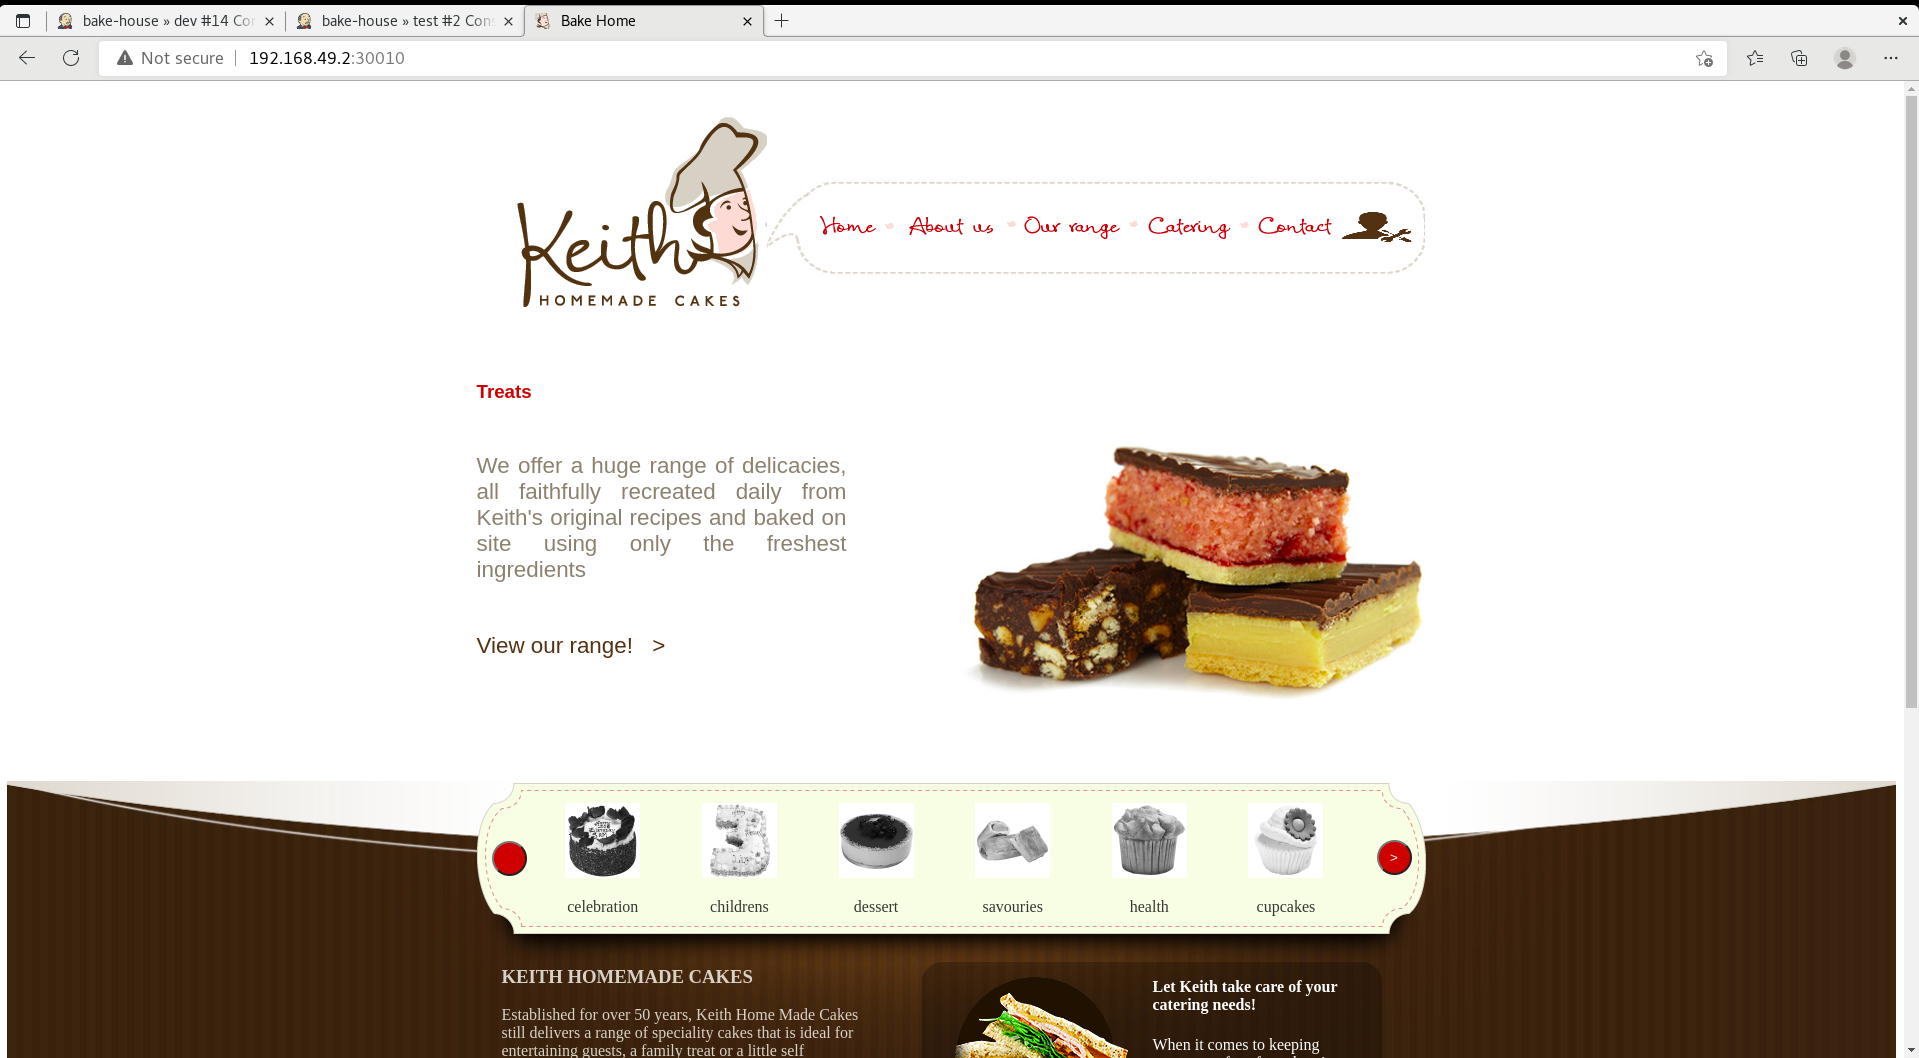 bake-house » dev #14 Con
bake-house » test #2 Cons
Bake Home
Not secure
192.168.49.2:30010
Keith
HOMEMADE CAKES
Home
About us
Our range
Catering
Contact
Treats
We offer a huge range of delicacies,
all faithfully recreated daily from
Keith's original recipes and baked on
site using only the freshest
ingredients
View our range! >
>
celebration
childrens
dessert
savouries
health
cupcakes
KEITH HOMEMADE CAKES
Established for over 50 years, Keith Home Made Cakes
still delivers a range of speciality cakes that is ideal for
entertaining guests, a family treat or a little self
Let Keith take care of your
catering needs!
When it comes to keeping